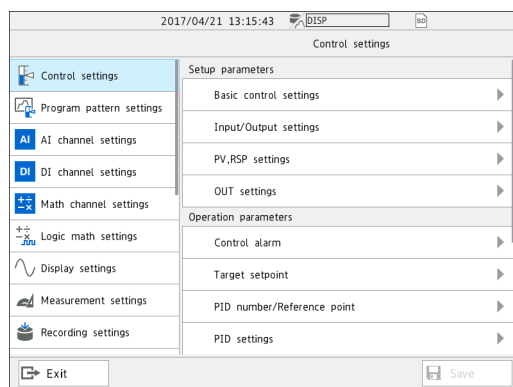 2017/04/21 13:15:43 DISP SD
Control settings
Control settings
Program pattern settings
AI AI channel settings
DI DI channel settings
Math channel settings
Logic math settings
Display settings
Measurement settings
Recording settings
Setup parameters
Basic control settings
Input/Output settings
PV,RSP settings
OUT settings
Operation parameters
Control alarm
Target setpoint
PID number/Reference point
PID settings
Exit
Save